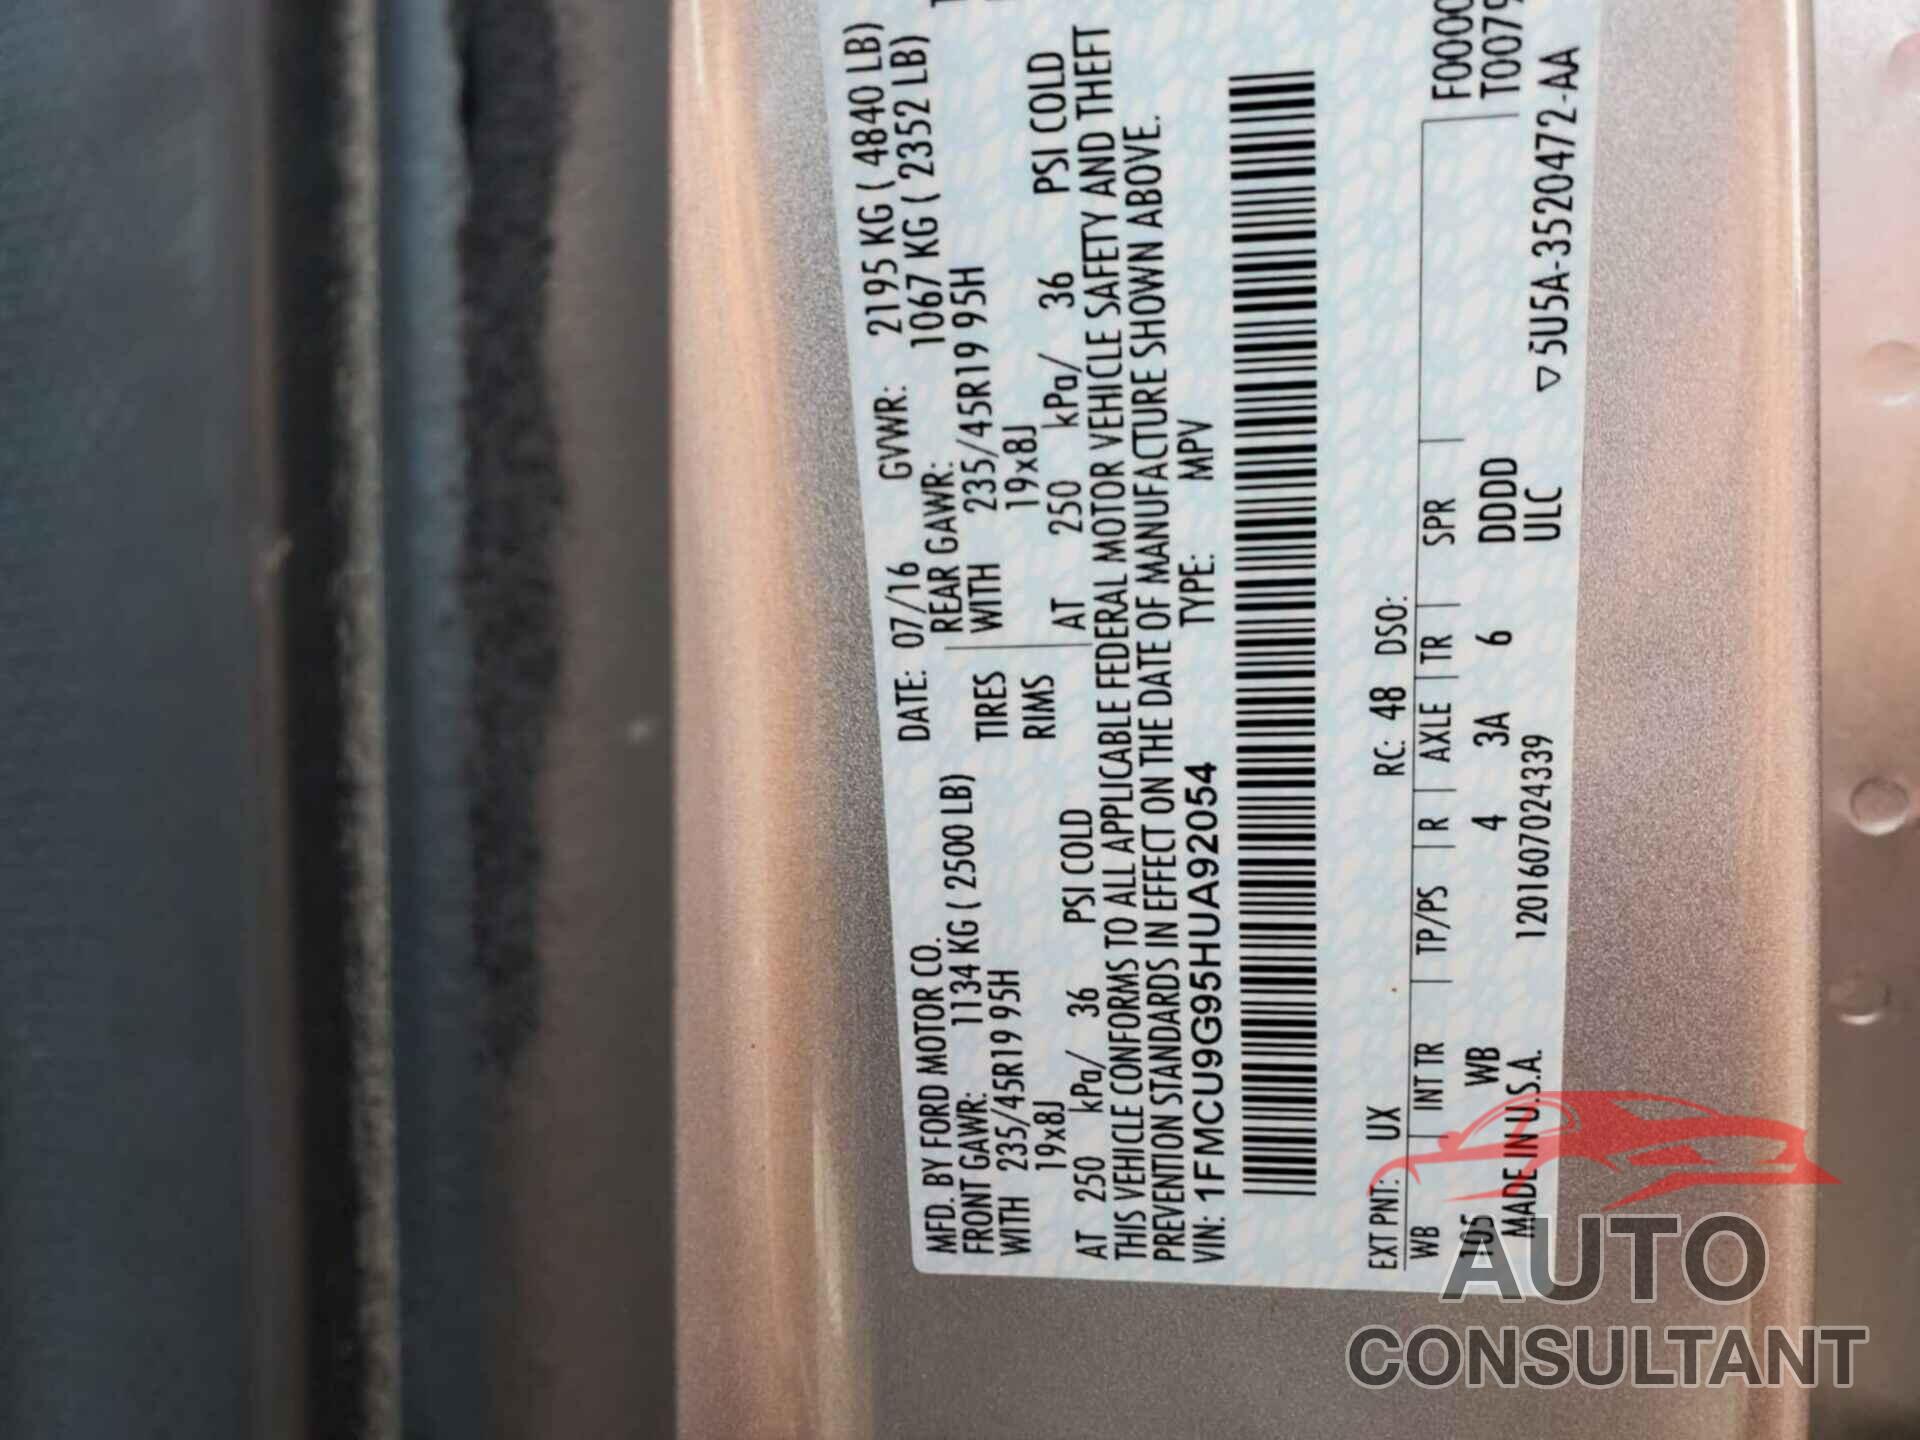 MFD. BY FORD MOTOR CO. DATE: 07/16 GVWR: 2195 KG ( 4840 LB)
FRONT GAWR: 1134 KG ( 2500 LB) REAR GAWR: 1067 KG ( 2352 LB)
WITH 235/45R19 95H TIRES WITH 235/45R19 95H
19x8J RIMS 19x8J
AT 250 kPa/ 36 PSI COLD AT 250 kPa/ 36 PSI COLD
THIS VEHICLE CONFORMS TO ALL APPLICABLE FEDERAL MOTOR VEHICLE SAFETY AND THEFT
PREVENTION STANDARDS IN EFFECT ON THE DATE OF MANUFACTURE SHOWN ABOVE.
VIN: 1FMCU9G95HUA92054 TYPE: MPV
EXT PNT: UX RC: 48 DSO:
WB INT TR TP/PS R AXLE TR SPR
105 WB 4 3A 6 DDDD
MADE IN U.S.A. 1201607024339 ULC
F0000
T0079
▽ 5U5A-3520472-AA
AUTO
CONSULTANT